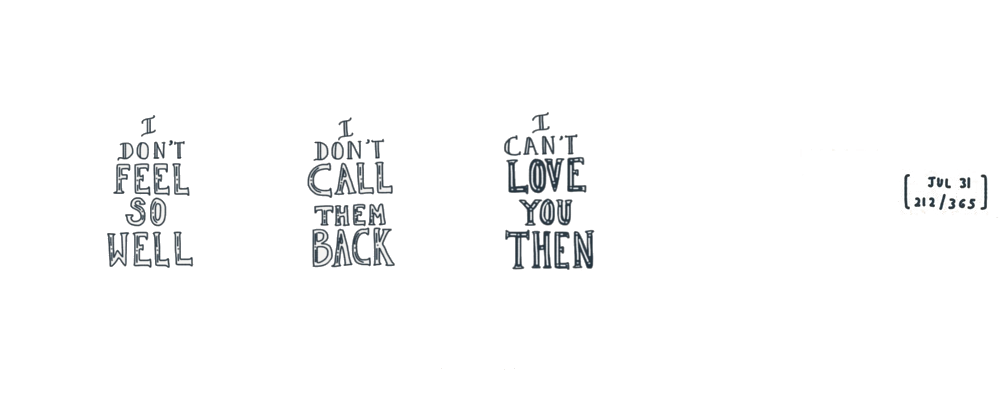 I
DON'T
FEEL
SO
WELL
I
DON'T
CALL
THEM
BACK
I
CAN'T
LOVE
YOU
THEN
[JUL 31
212/365]